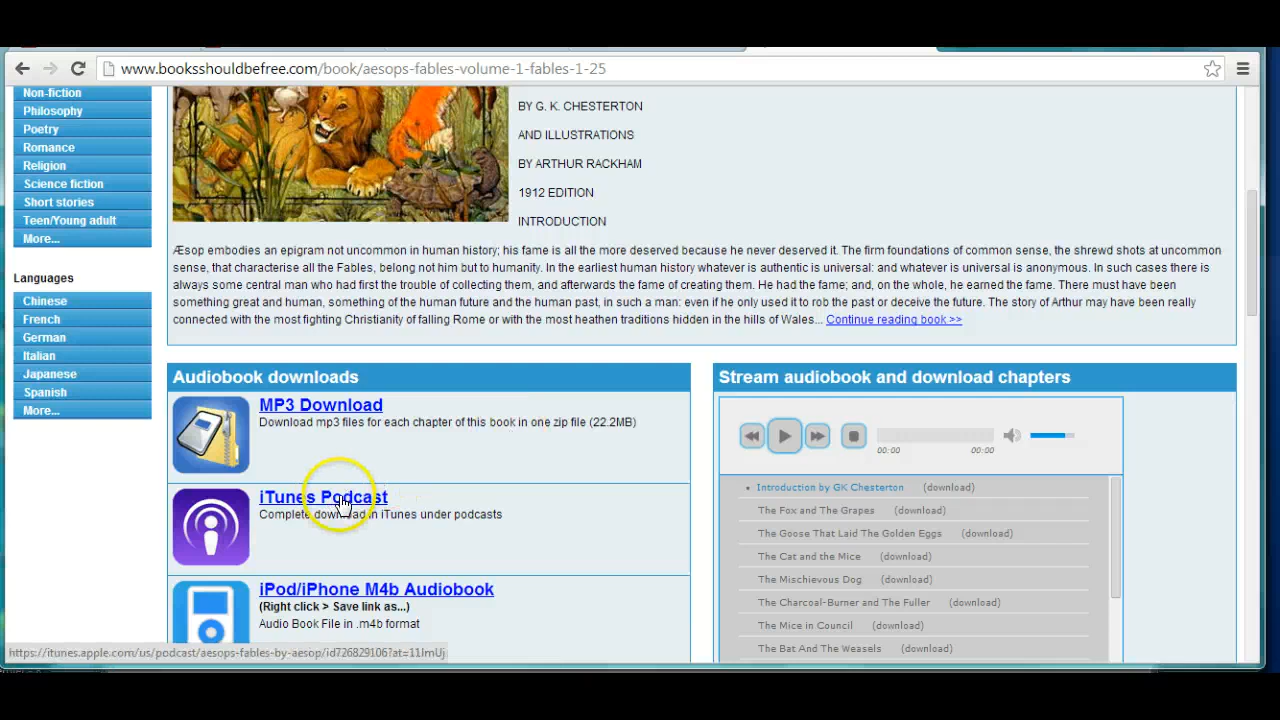 www.booksshouldbefree.com/book/aesops-fables-volume-1-fables-1-25
Non-fiction
Philosophy
Poetry
Romance
Religion
Science fiction
Short stories
Teen/Young adult
More...
Languages
Chinese
French
German
Italian
Japanese
Spanish
More...
BY G. K. CHESTERTON
AND ILLUSTRATIONS
BY ARTHUR RACKHAM
1912 EDITION
INTRODUCTION
Æsop embodies an epigram not uncommon in human history; his fame is all the more deserved because he never deserved it. The firm foundations of common sense, the shrewd shots at uncommon
sense, that characterise all the Fables, belong not him but to humanity. In the earliest human history whatever is authentic is universal: and whatever is universal is anonymous. In such cases there is
always some central man who had first the trouble of collecting them, and afterwards the fame of creating them. He had the fame; and, on the whole, he earned the fame. There must have been
something great and human, something of the human future and the human past, in such a man: even if he only used it to rob the past or deceive the future. The story of Arthur may have been really
connected with the most fighting Christianity of falling Rome or with the most heathen traditions hidden in the hills of Wales... Continue reading book >>
Audiobook downloads
MP3 Download
Download mp3 files for each chapter of this book in one zip file (22.2MB)
iTunes Podcast
Complete download in iTunes under podcasts
iPod/iPhone M4b Audiobook
(Right click > Save link as...)
Audio Book File in .m4b format
Stream audiobook and download chapters
00:00 00:00
Introduction by GK Chesterton (download)
The Fox and The Grapes (download)
The Goose That Laid The Golden Eggs (download)
The Cat and the Mice (download)
The Mischievous Dog (download)
The Charcoal-Burner and The Fuller (download)
The Mice in Council (download)
The Bat And The Weasels (download)
https://itunes.apple.com/us/podcast/aesops-fables-by-aesop/id726829106?at=11lmUj